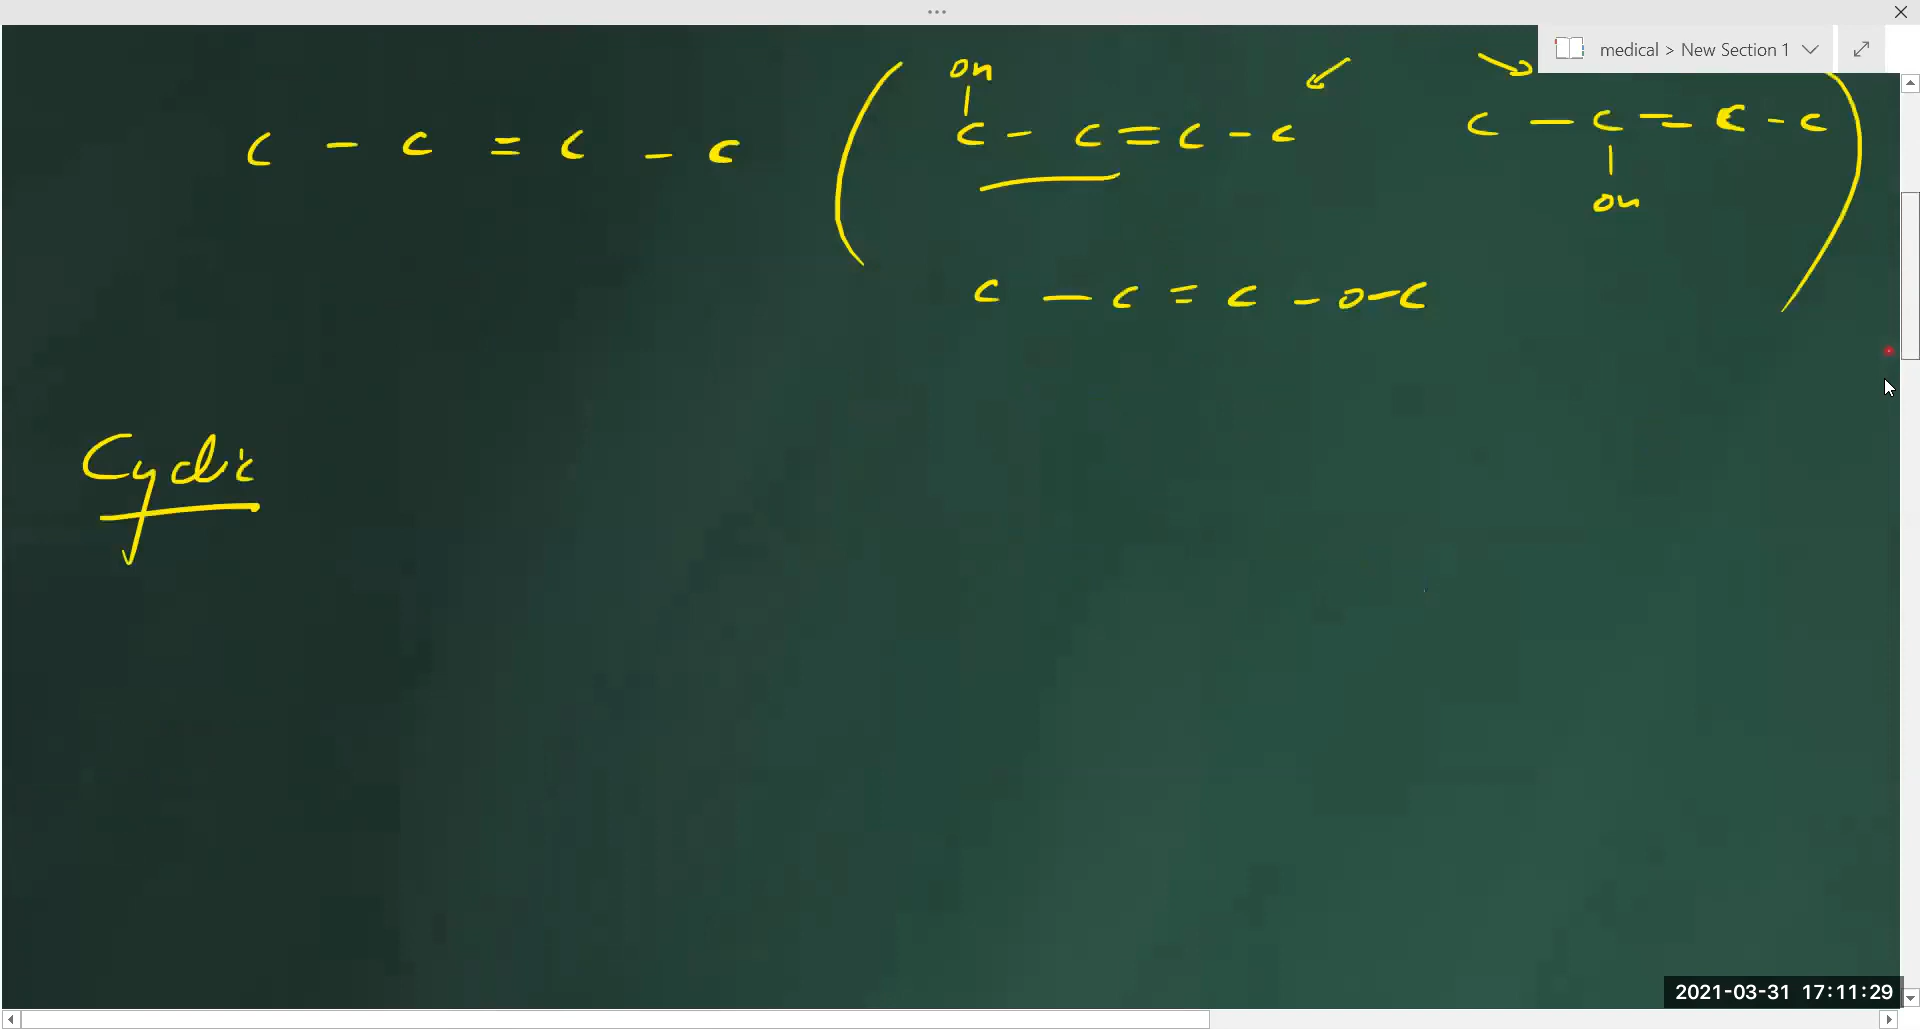 medical > New Section 1
OH
C - C = C - C
C - C = C - C
C - C = C - C
OH
C - C = C - O - C
Cyclic
2021-03-31 17:11:29